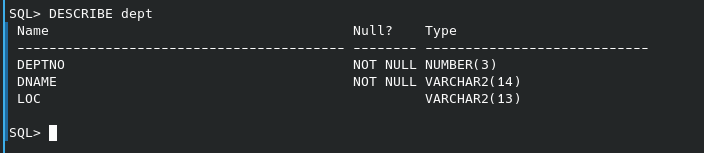 SQL> DESCRIBE dept
 Name                                      Null?    Type
 ----------------------------------------- -------- ----------------------------
 DEPTNO                                    NOT NULL NUMBER(3)
 DNAME                                     NOT NULL VARCHAR2(14)
 LOC                                                VARCHAR2(13)
SQL>